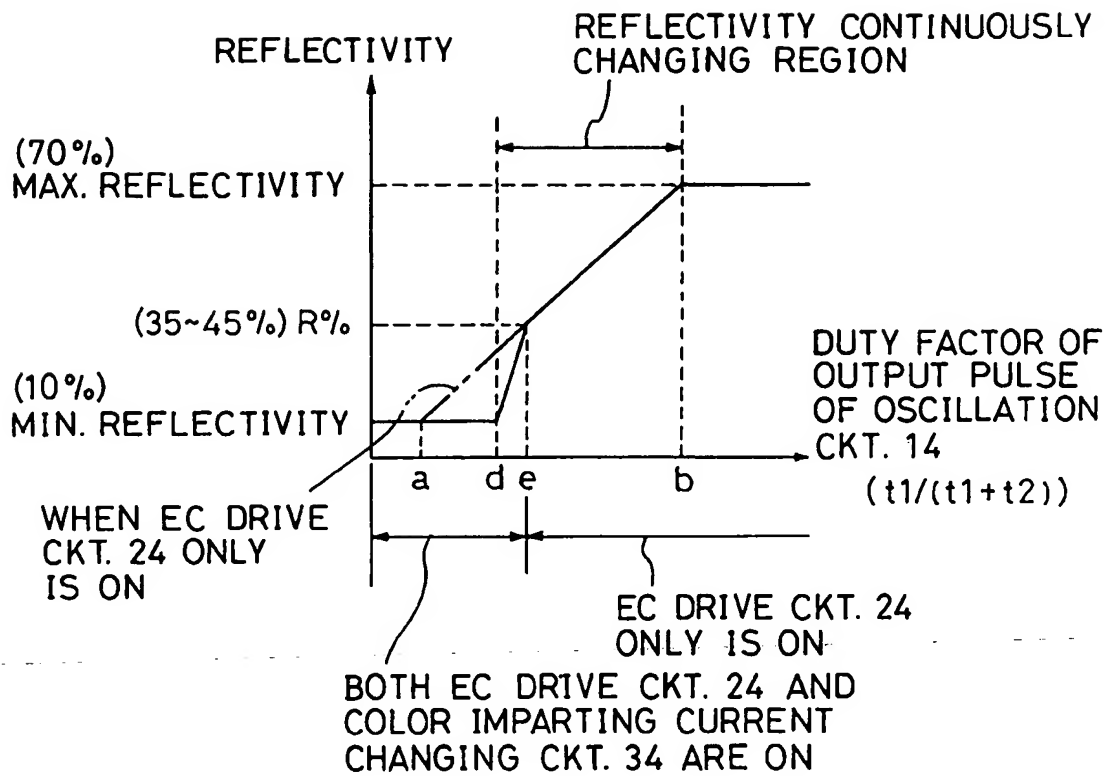 REFLECTIVITY CONTINUOUSLY
CHANGING REGION
REFLECTIVITY
(70%)
MAX. REFLECTIVITY
(35~45%) R%
(10%)
MIN. REFLECTIVITY
DUTY FACTOR OF
OUTPUT PULSE
OF OSCILLATION
CKT. 14
(t1/(t1+t2))
a d e b
WHEN EC DRIVE
CKT. 24 ONLY
IS ON
EC DRIVE CKT. 24
ONLY IS ON
BOTH EC DRIVE CKT. 24 AND
COLOR IMPARTING CURRENT
CHANGING CKT. 34 ARE ON